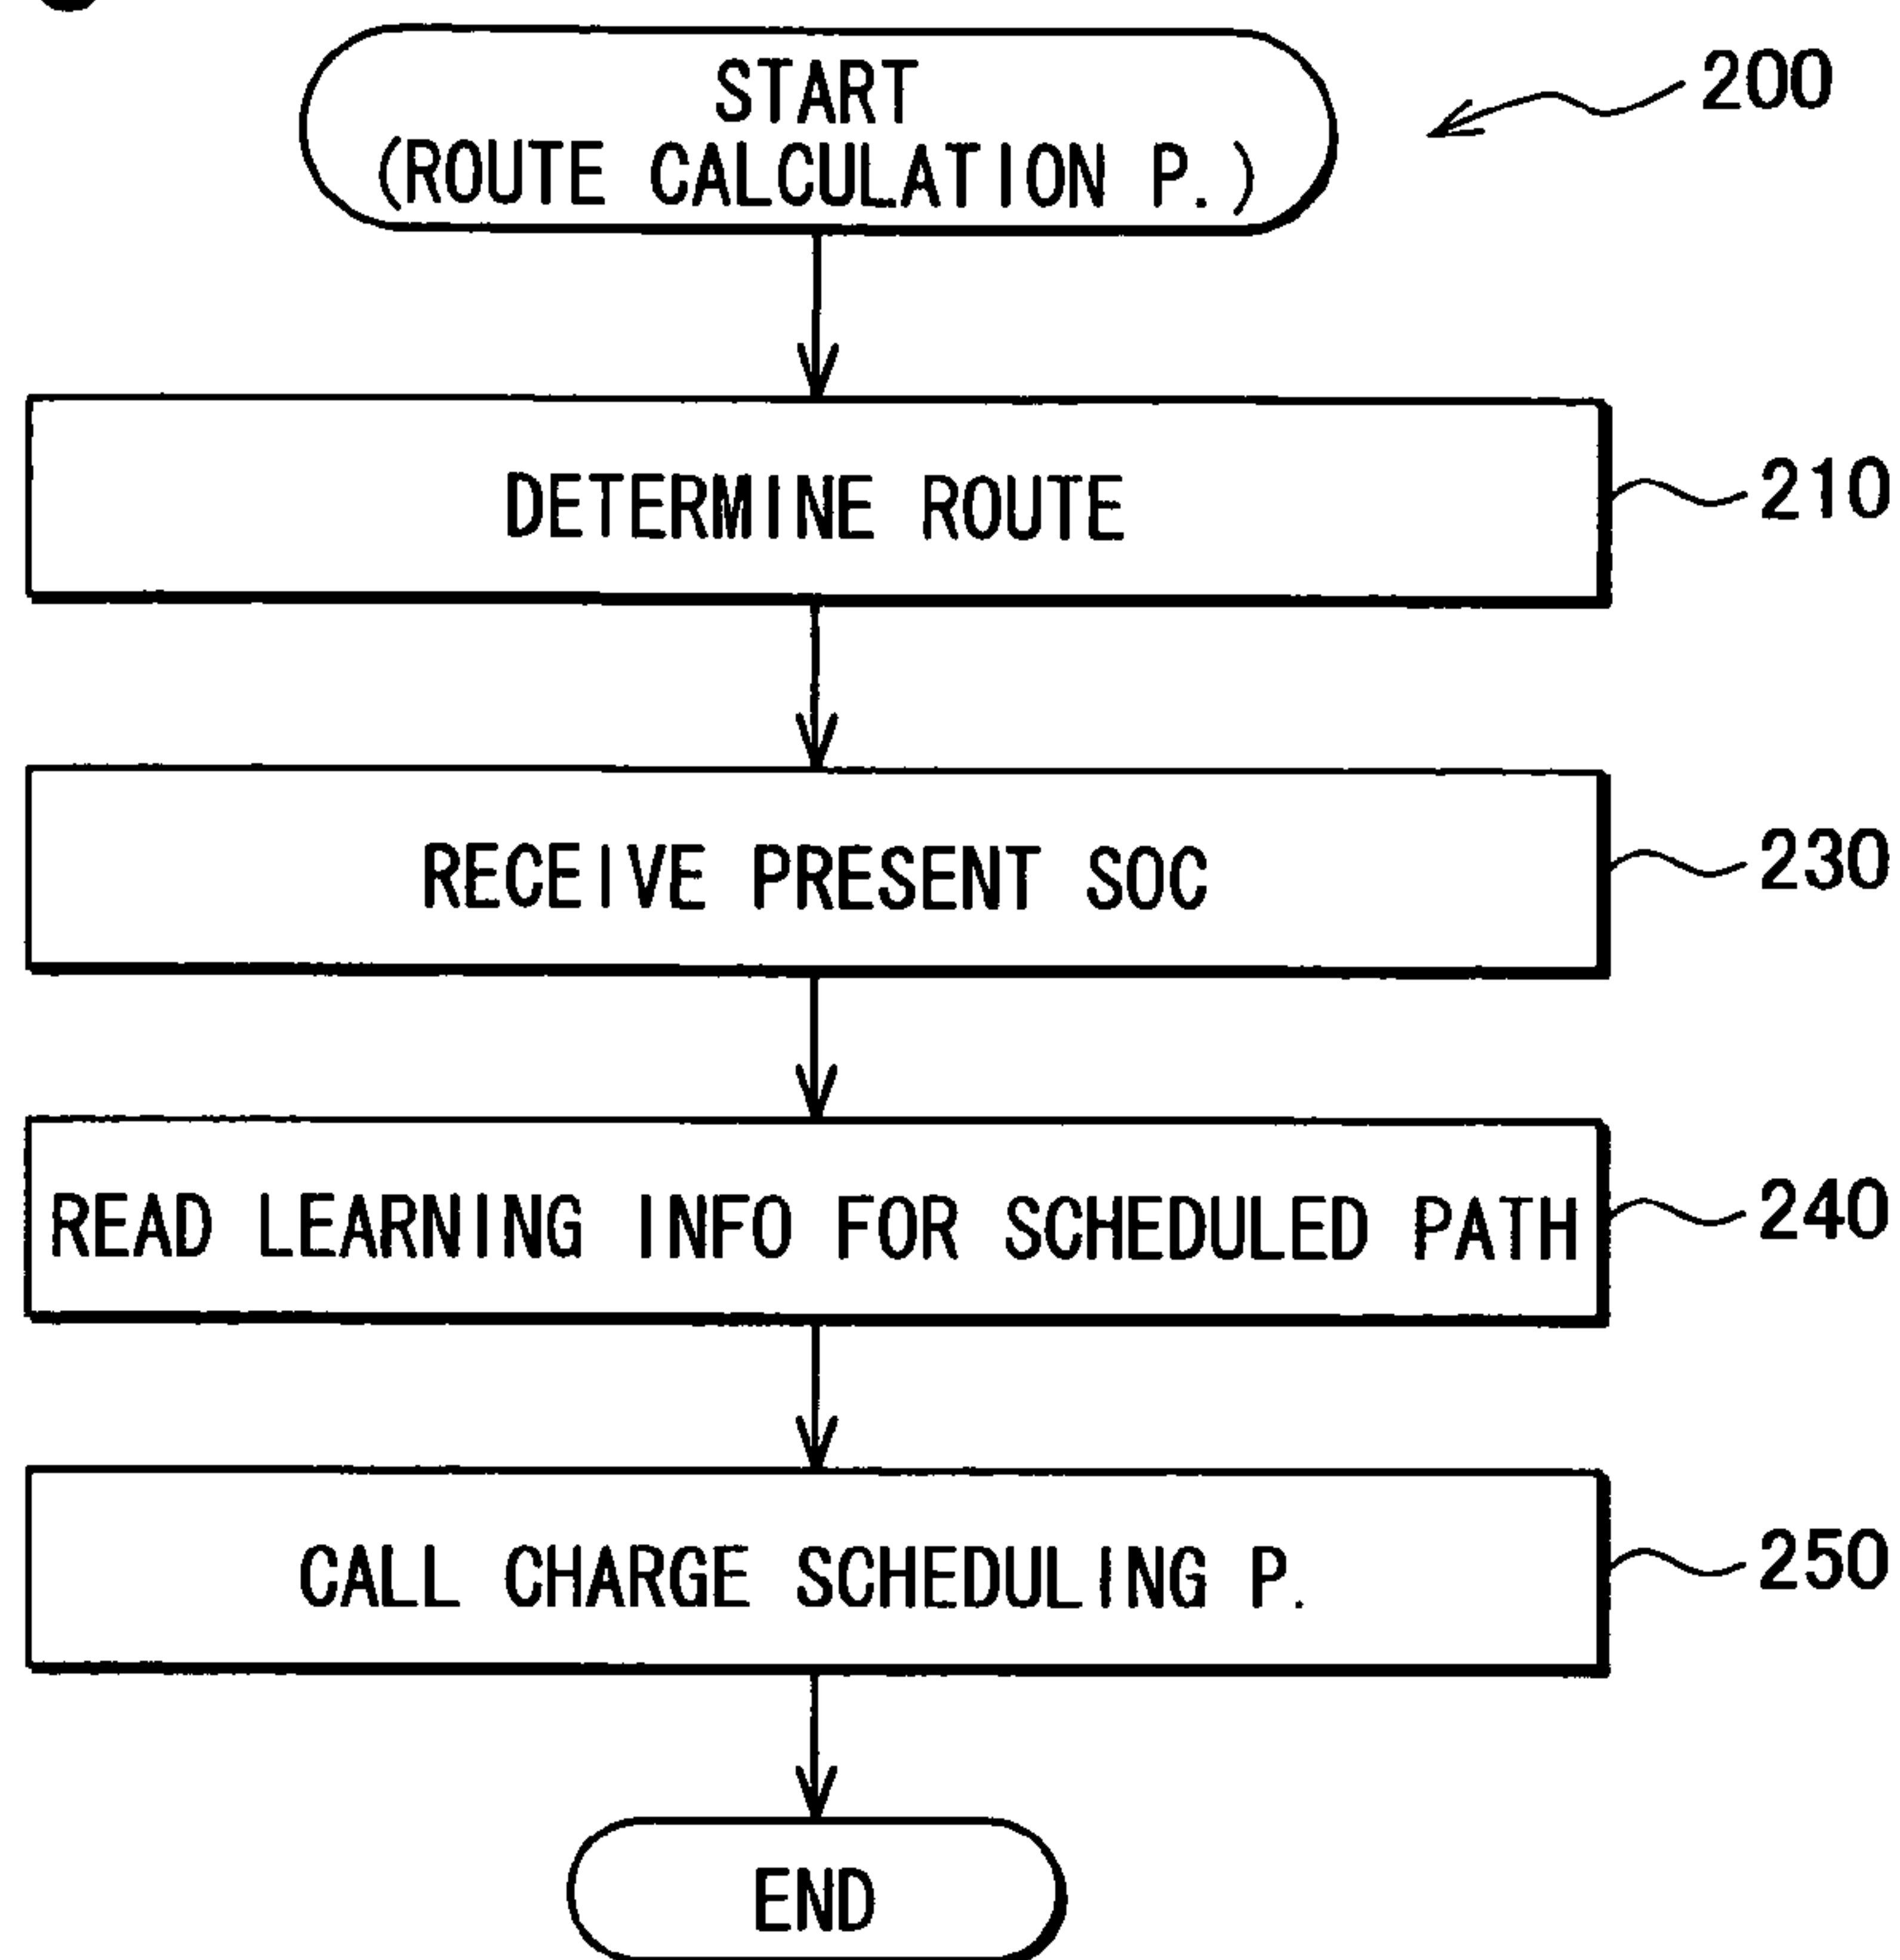 START
(ROUTE CALCULATION P.)
200
DETERMINE ROUTE
210
RECEIVE PRESENT SOC
230
READ LEARNING INFO FOR SCHEDULED PATH
240
CALL CHARGE SCHEDULING P.
250
END